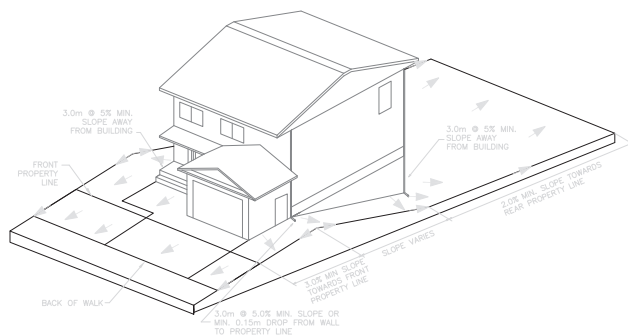 3.0m @ 5% MIN.
SLOPE AWAY
FROM BUILDING
FRONT
PROPERTY
LINE
3.0m @ 5% MIN.
SLOPE AWAY
FROM BUILDING
2.0% MIN. SLOPE TOWARDS
REAR PROPERTY LINE
SLOPE VARIES
3.0% MIN SLOPE
TOWARDS FRONT
PROPERTY LINE
BACK OF WALK
3.0m @ 5.0% MIN. SLOPE OR
MIN. 0.15m DROP FROM WALL
TO PROPERTY LINE